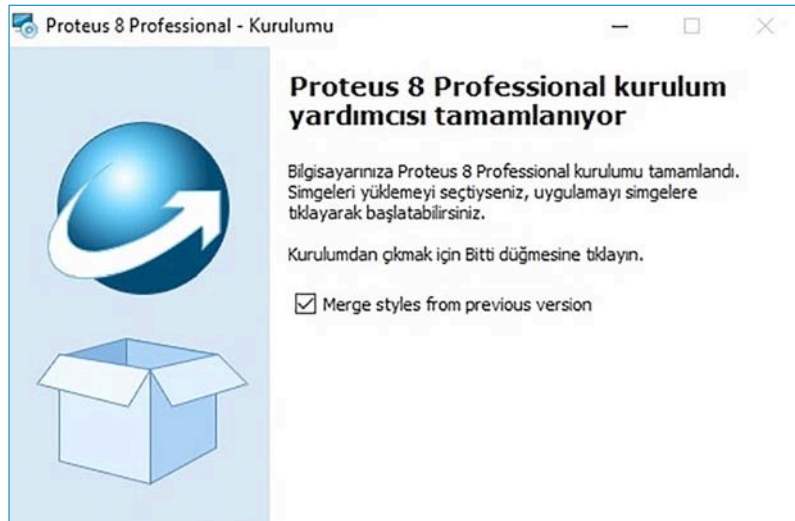 Proteus 8 Professional - Kurulumu
Proteus 8 Professional kurulum
yardımcısı tamamlanıyor
Bilgisayarınıza Proteus 8 Professional kurulumu tamamlandı.
Simgeleri yüklemeyi seçtiyseniz, uygulamayı simgelere
tıklayarak başlatabilirsiniz.
Kurulumdan çıkmak için Bitti düğmesine tıklayın.
Merge styles from previous version